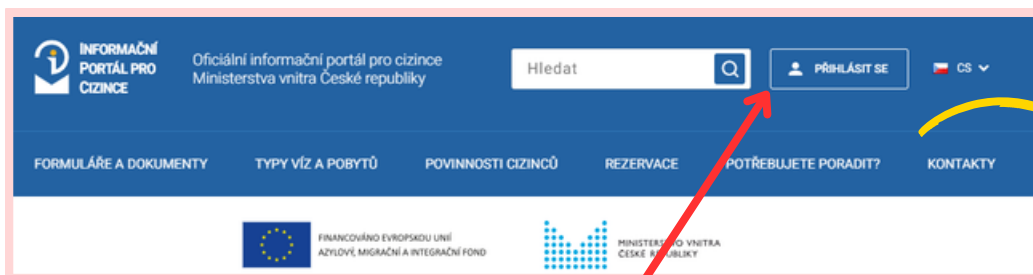 INFORMAČNÍ
PORTÁL PRO
CIZINCE
Oficiální informační portál pro cizince
Ministerstva vnitra České republiky
Hledat
PŘIHLÁSIT SE
CS
FORMULÁŘE A DOKUMENTY TYPY VÍZ A POBYTŮ POVINNOSTI CIZINCŮ REZERVACE POTŘEBUJETE PORADIT? KONTAKTY
FINANCOVÁNO EVROPSKOU UNIÍ
AZYLOVÝ, MIGRAČNÍ A INTEGRAČNÍ FOND
MINISTERSTVO VNITRA
ČESKÉ REPUBLIKY